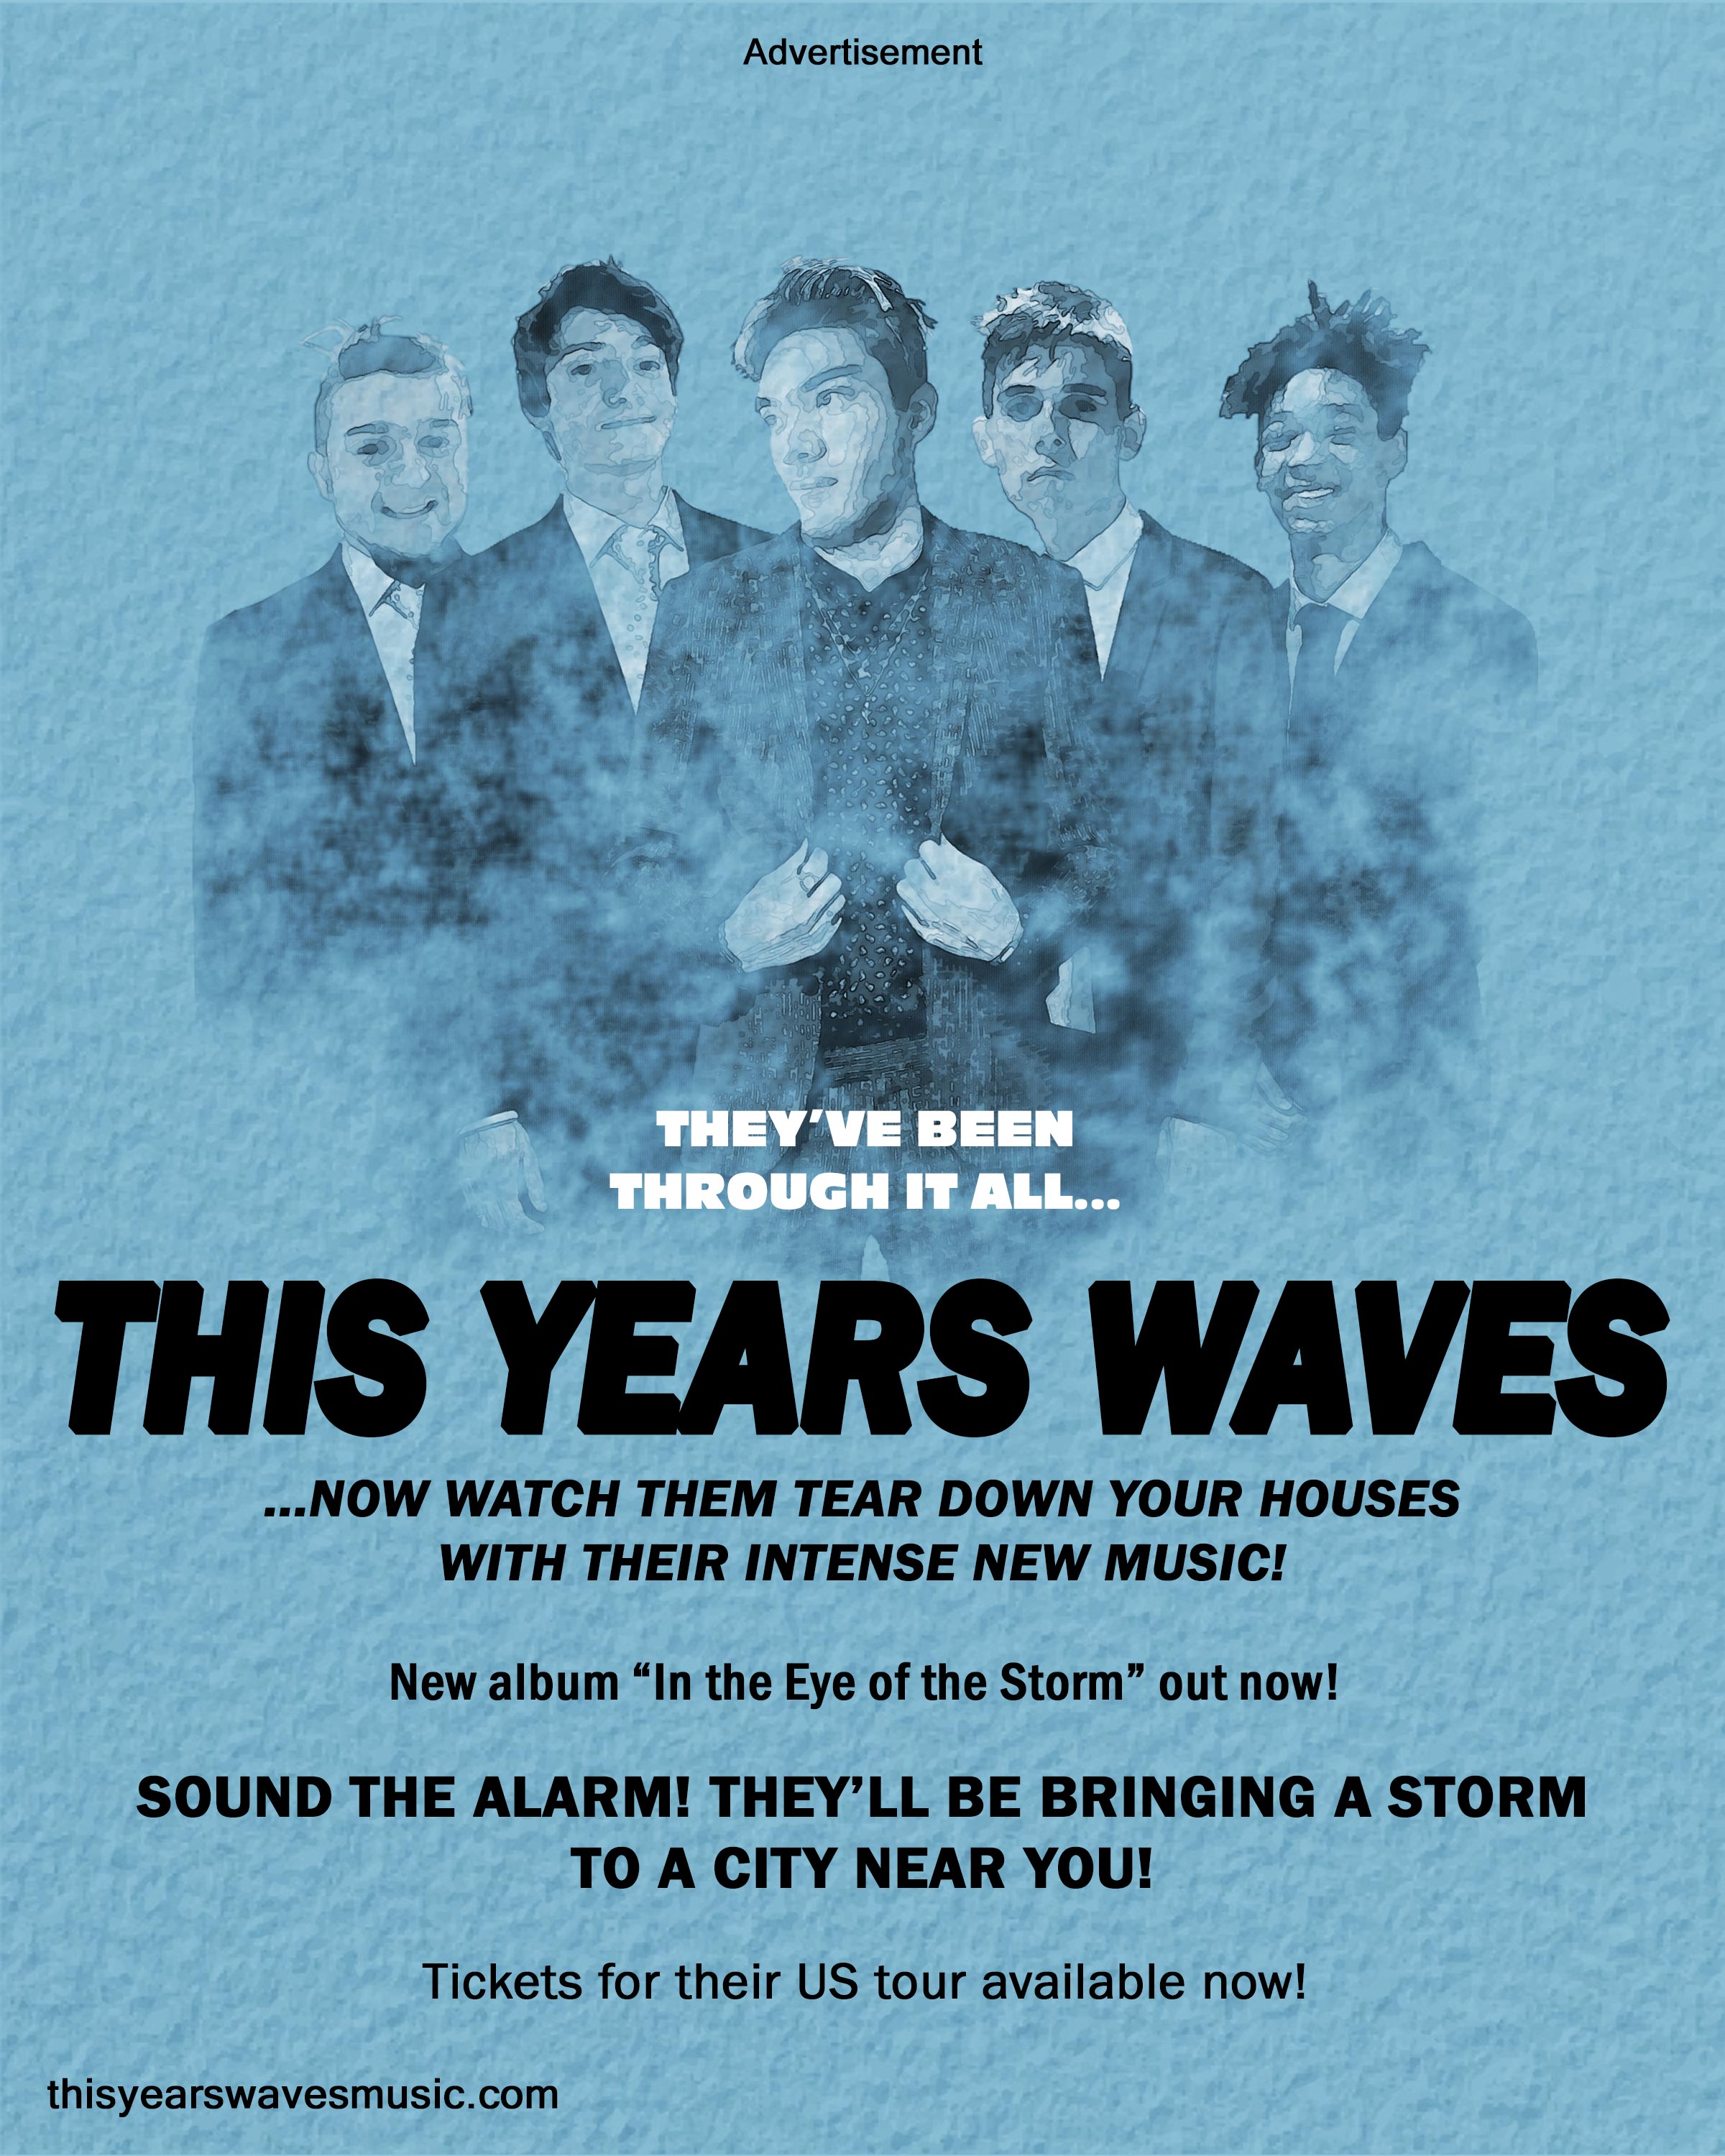 Advertisement
THEY’VE BEEN
THROUGH IT ALL...
THIS YEARS WAVES
...NOW WATCH THEM TEAR DOWN YOUR HOUSES
WITH THEIR INTENSE NEW MUSIC!
New album “In the Eye of the Storm” out now!
SOUND THE ALARM! THEY’LL BE BRINGING A STORM
TO A CITY NEAR YOU!
Tickets for their US tour available now!
thisyearswavesmusic.com